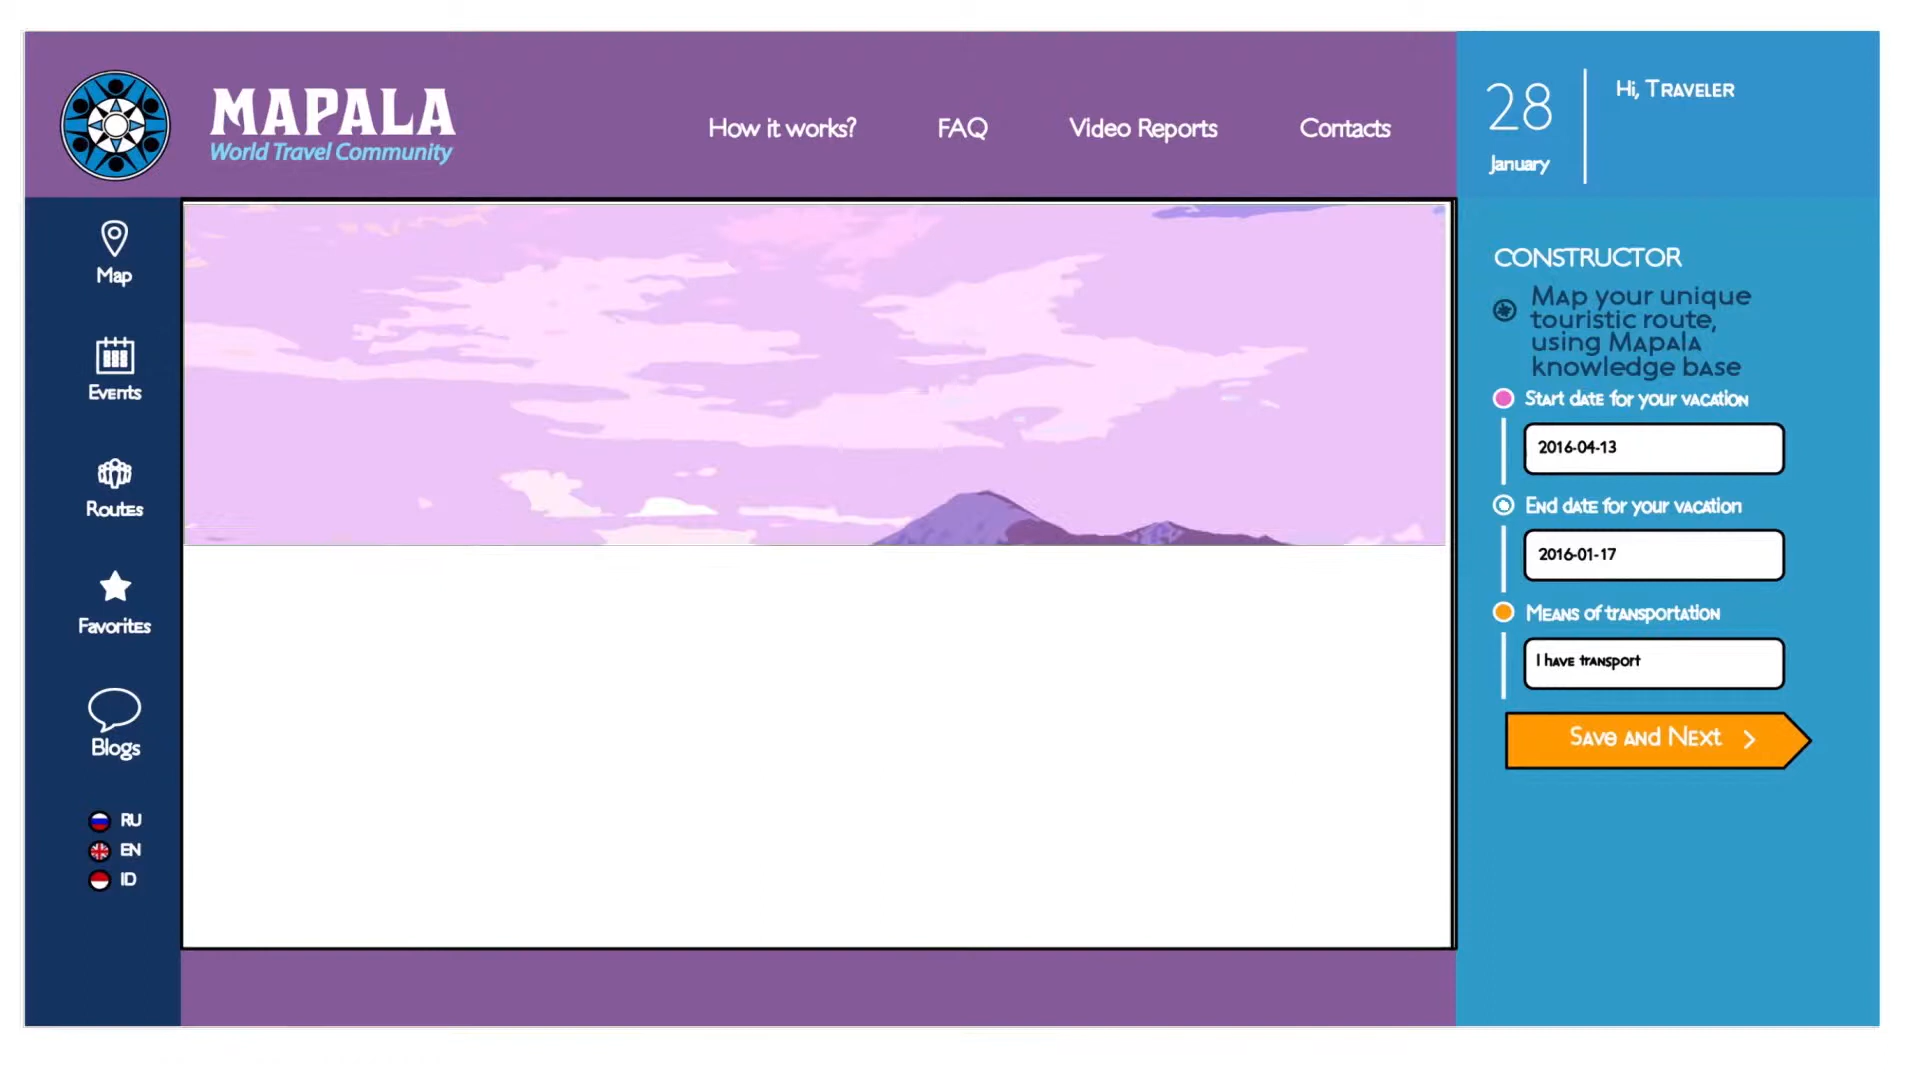 MAPALA
World Travel Community
How it works?
FAQ
Video Reports
Contacts
28
January
Hi, Traveler
Map
Events
Routes
Favorites
Blogs
RU
EN
ID
CONSTRUCTOR
Map your unique
touristic route,
using Mapala
knowledge base
Start date for your vacation
2016-04-13
End date for your vacation
2016-01-17
Means of transportation
I have transport
Save and Next